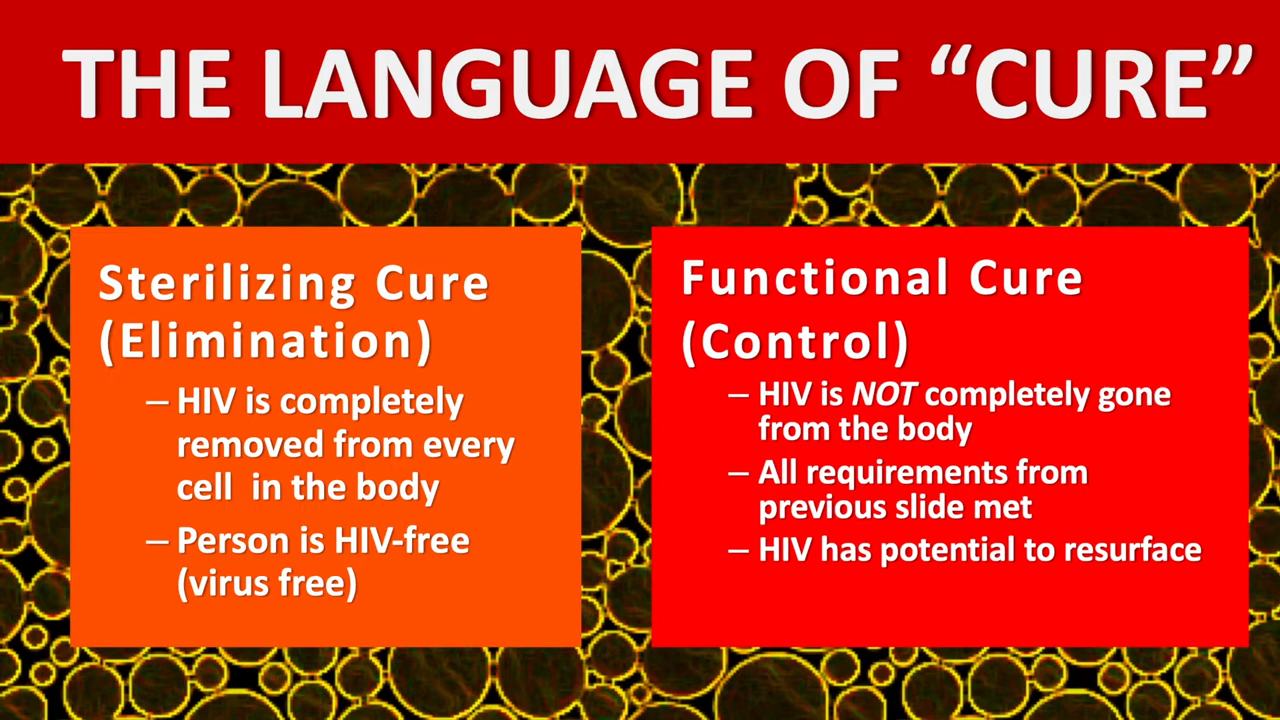 THE LANGUAGE OF “CURE”
Sterilizing Cure
(Elimination)
– HIV is completely
removed from every
cell  in the body
– Person is HIV-free
(virus free)
Functional Cure
(Control)
– HIV is NOT completely gone
from the body
– All requirements from
previous slide met
– HIV has potential to resurface